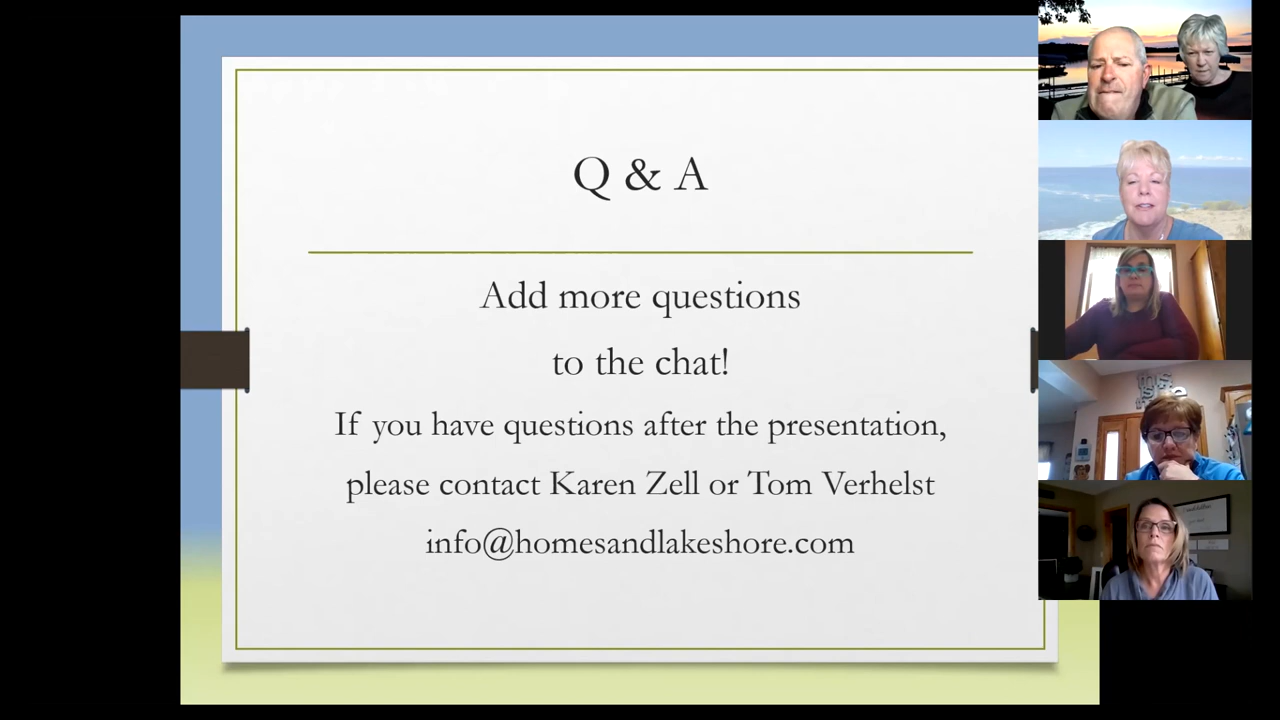 Q & A
Add more questions
to the chat!
If you have questions after the presentation,
please contact Karen Zell or Tom Verhelst
info@homesandlakeshore.com